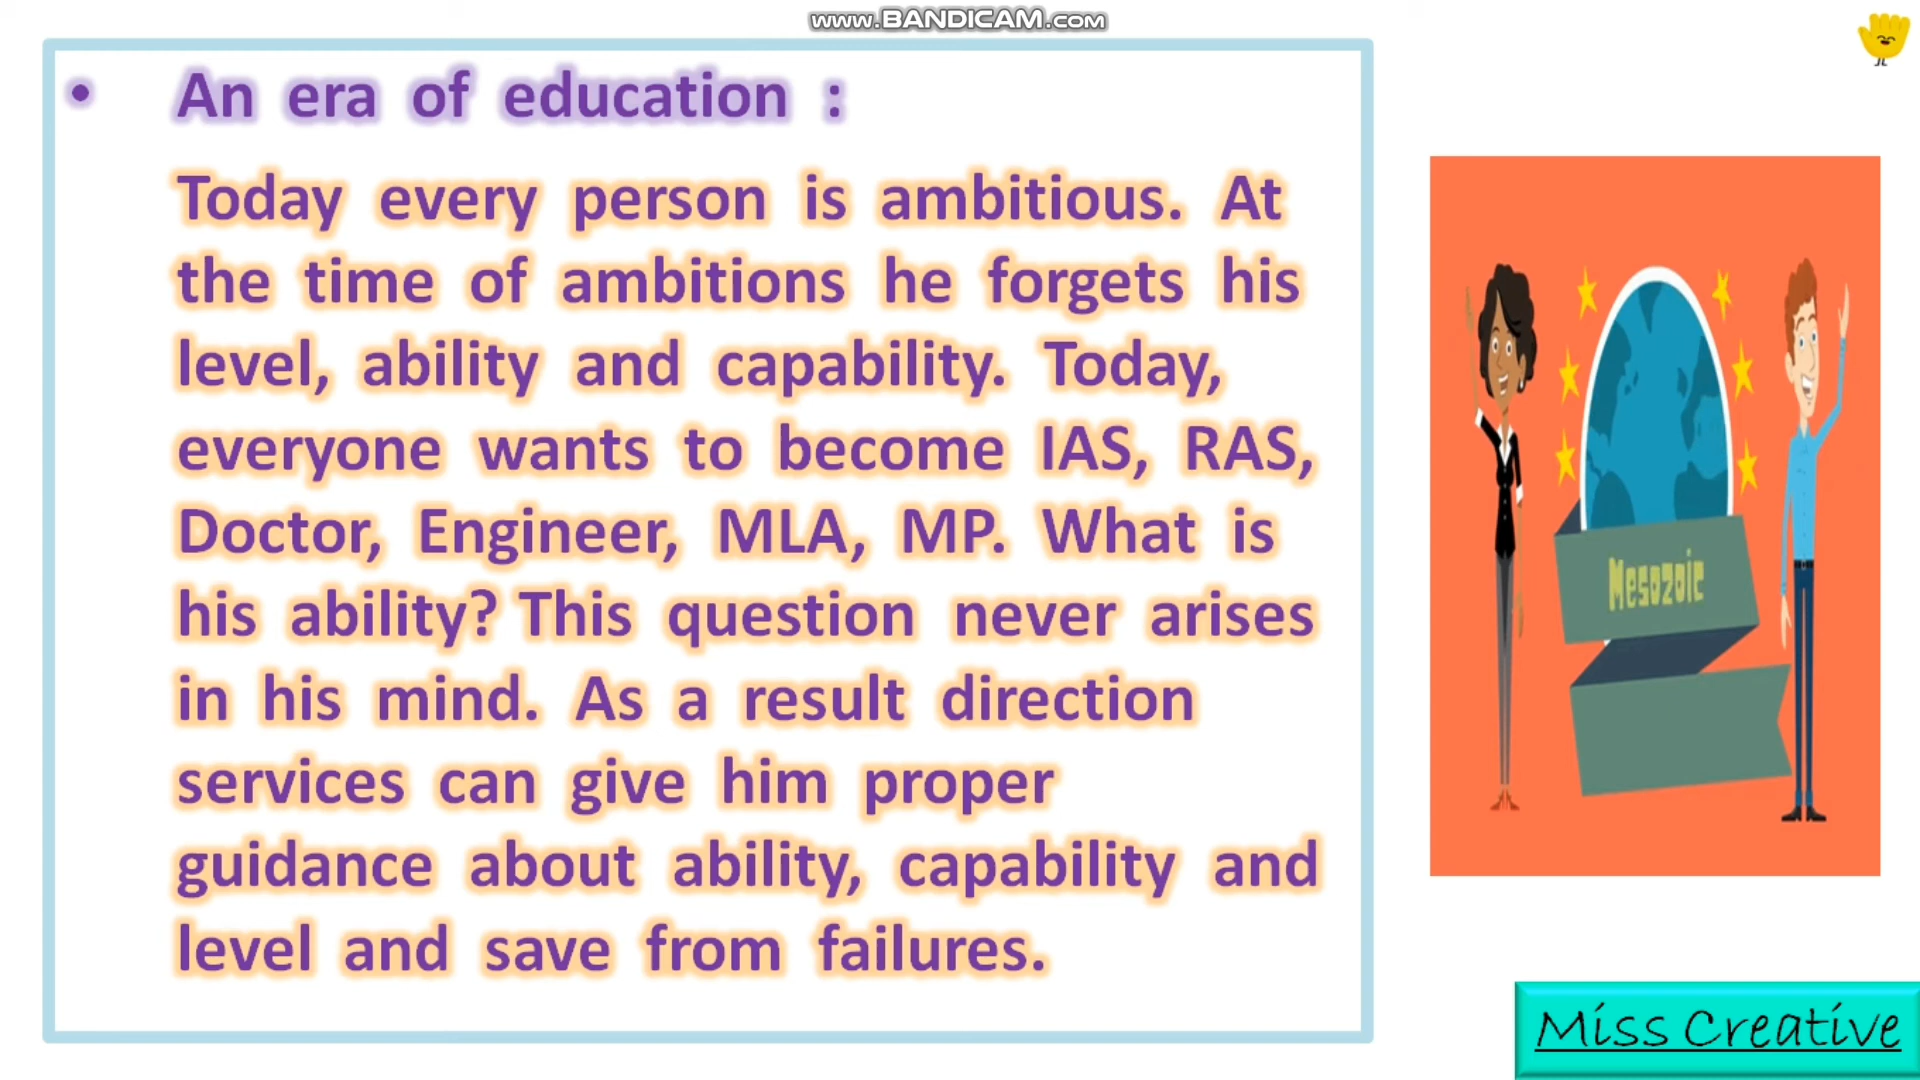 www.BANDICAM.com
• An era of education :
Today every person is ambitious. At
the time of ambitions he forgets his
level, ability and capability. Today,
everyone wants to become IAS, RAS,
Doctor, Engineer, MLA, MP. What is
his ability? This question never arises
in his mind. As a result direction
services can give him proper
guidance about ability, capability and
level and save from failures.
Mesozoic
Miss Creative